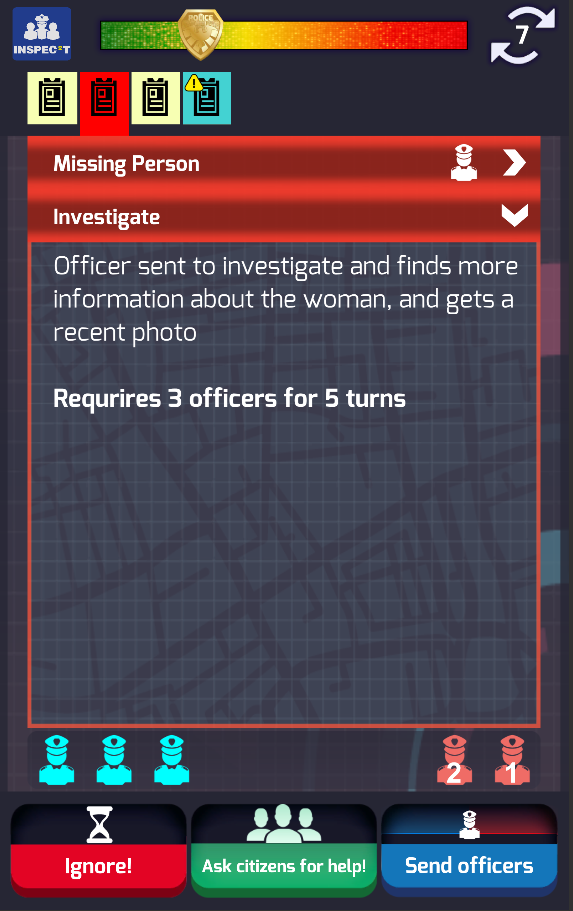 POLICE
INSPEC²T
7
Missing Person
Investigate
Officer sent to investigate and finds more
information about the woman, and gets a
recent photo
Requrires 3 officers for 5 turns
2
1
Ignore!
Ask citizens for help!
Send officers